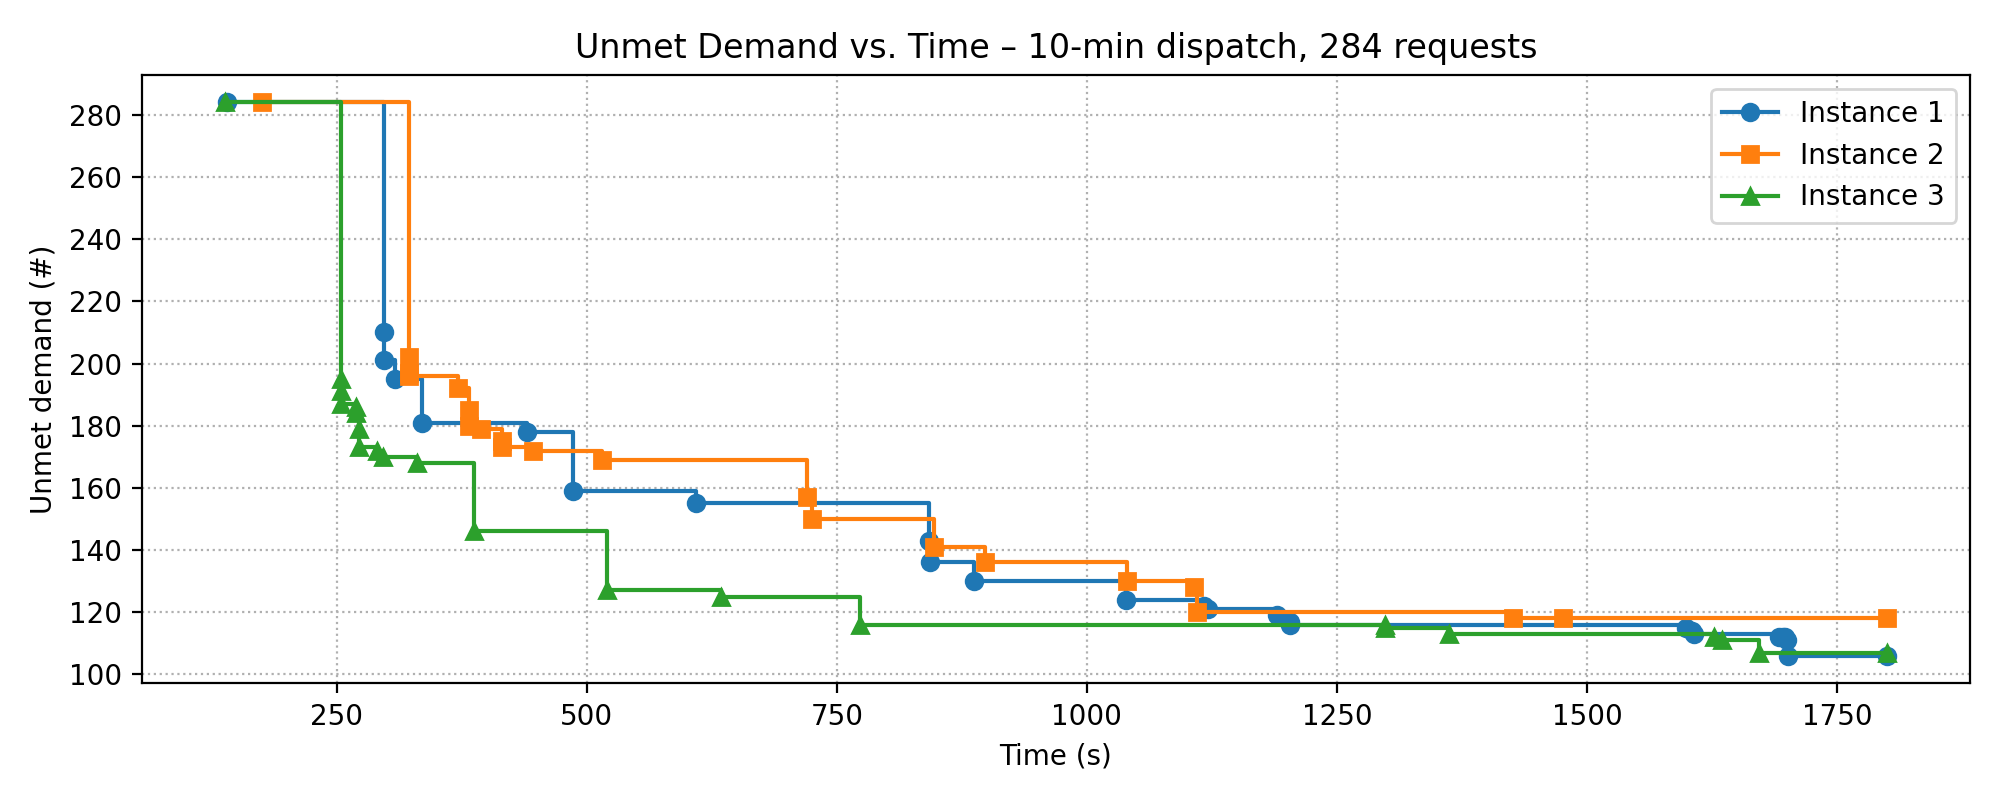 Unmet Demand vs. Time – 10-min dispatch, 284 requests
Unmet demand (#)
280
260
240
220
200
180
160
140
120
100
Instance 1
Instance 2
Instance 3
250
500
750
1000
1250
1500
1750
Time (s)